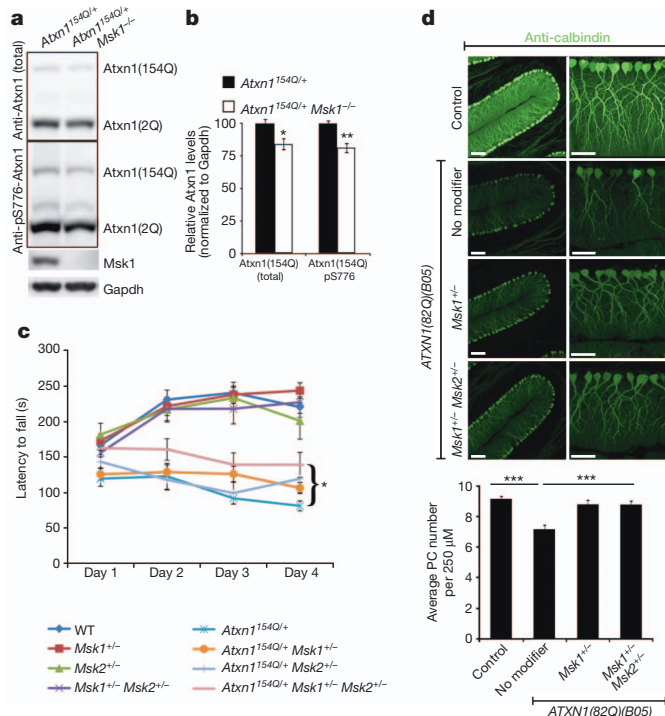 a
Atxn1154Q/+
Atxn1154Q/+
Msk1–/–
Anti-Atxn1 (total)
Atxn1(154Q)
Atxn1(2Q)
Anti-pS776-Atxn1
Atxn1(154Q)
Atxn1(2Q)
Msk1
Gapdh
b
Atxn1154Q/+
Atxn1154Q/+ Msk1–/–
Relative Atxn1 levels
(normalized to Gapdh)
100
75
50
25
0
*
**
Atxn1(154Q)
(total)
Atxn1(154Q)
pS776
c
Latency to fall (s)
300
250
200
150
100
50
0
*
Day 1
Day 2
Day 3
Day 4
WT
Msk1+/–
Msk2+/–
Msk1+/– Msk2+/–
Atxn1154Q/+
Atxn1154Q/+ Msk1+/–
Atxn1154Q/+ Msk2+/–
Atxn1154Q/+ Msk1+/– Msk2+/–
d
Anti-calbindin
Control
No modifier
Msk1+/–
Msk1+/– Msk2+/–
ATXN1(82Q)(B05)
Average PC number
per 250 μM
10
8
6
4
2
0
***
***
Control
No modifier
Msk1+/–
Msk1+/–
Msk2+/–
ATXN1(82Q)(B05)